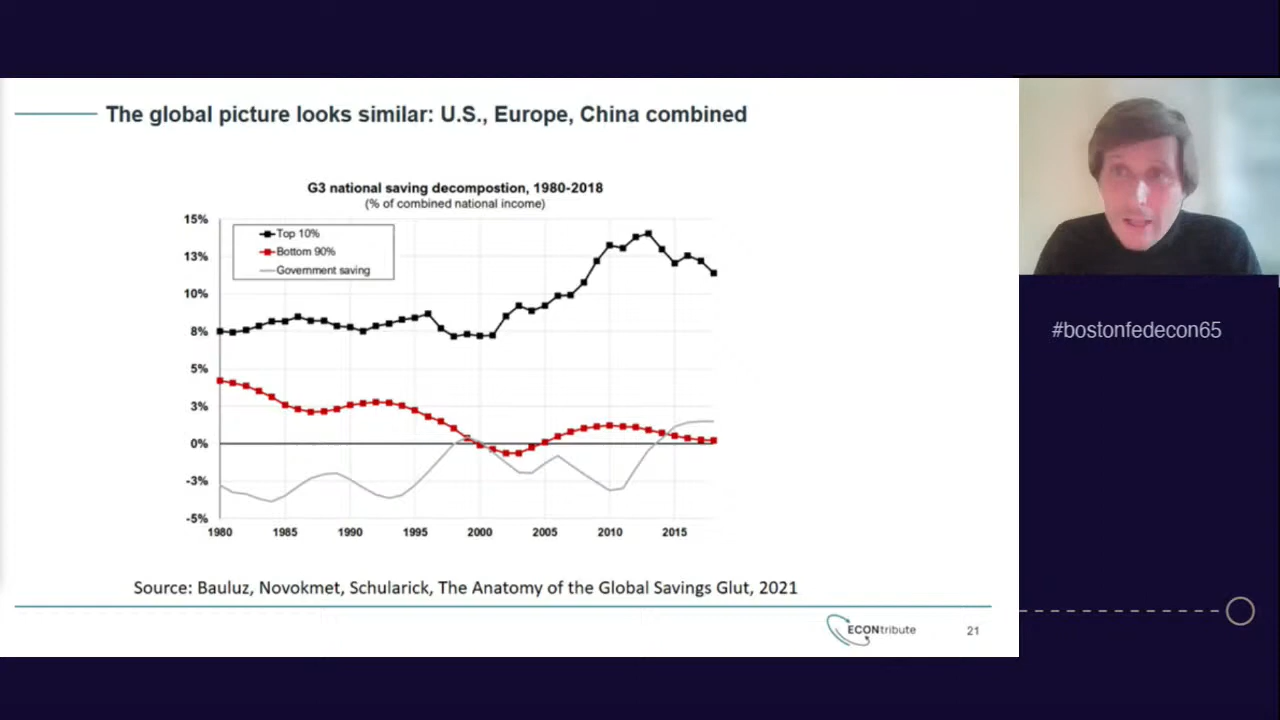 The global picture looks similar: U.S., Europe, China combined
G3 national saving decompostion, 1980-2018
(% of combined national income)
15%
13%
10%
8%
5%
3%
0%
-3%
-5%
Top 10%
Bottom 90%
Government saving
1980 1985 1990 1995 2000 2005 2010 2015
Source: Bauluz, Novokmet, Schularick, The Anatomy of the Global Savings Glut, 2021
ECONtribute
21
#bostonfedecon65